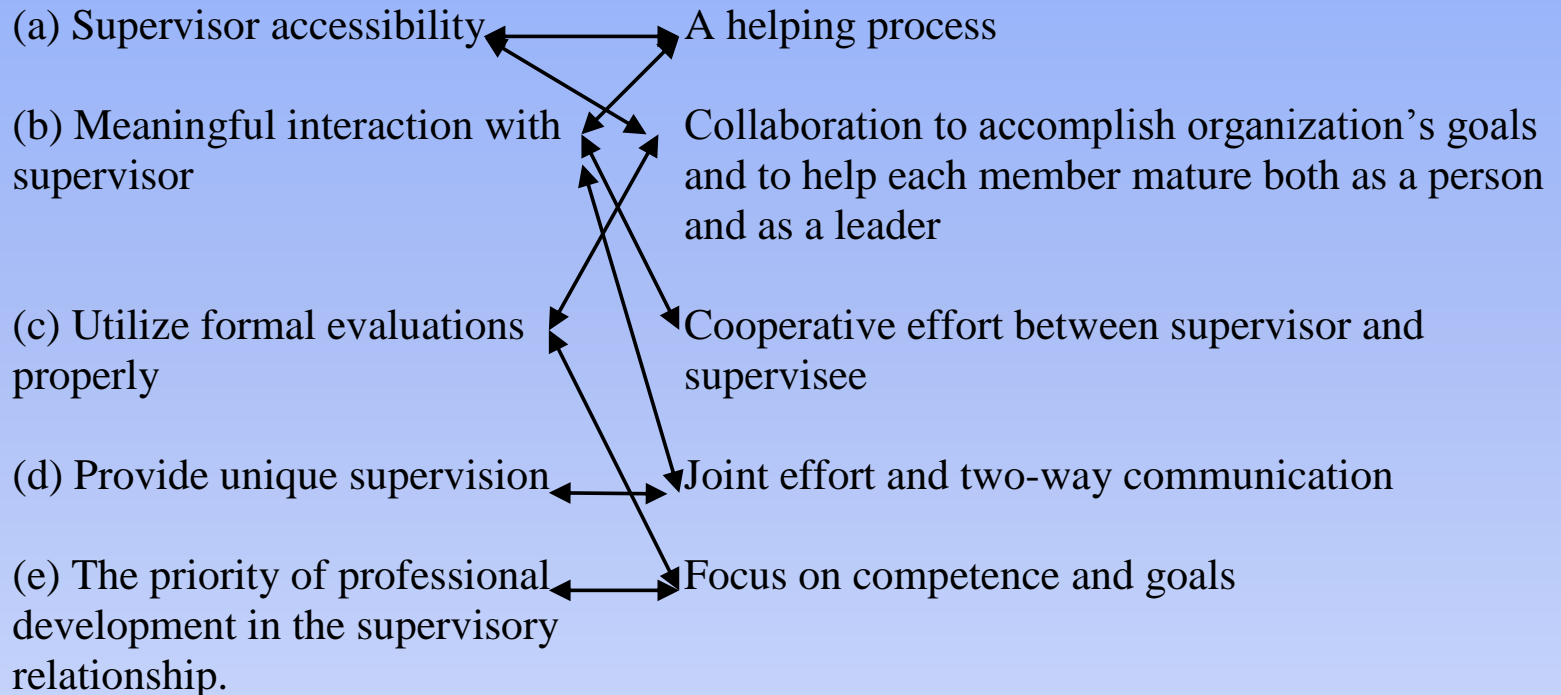 (a) Supervisor accessibility
A helping process
(b) Meaningful interaction with
supervisor
Collaboration to accomplish organization’s goals
and to help each member mature both as a person
and as a leader
(c) Utilize formal evaluations
properly
Cooperative effort between supervisor and
supervisee
(d) Provide unique supervision
Joint effort and two-way communication
(e) The priority of professional
development in the supervisory
relationship.
Focus on competence and goals